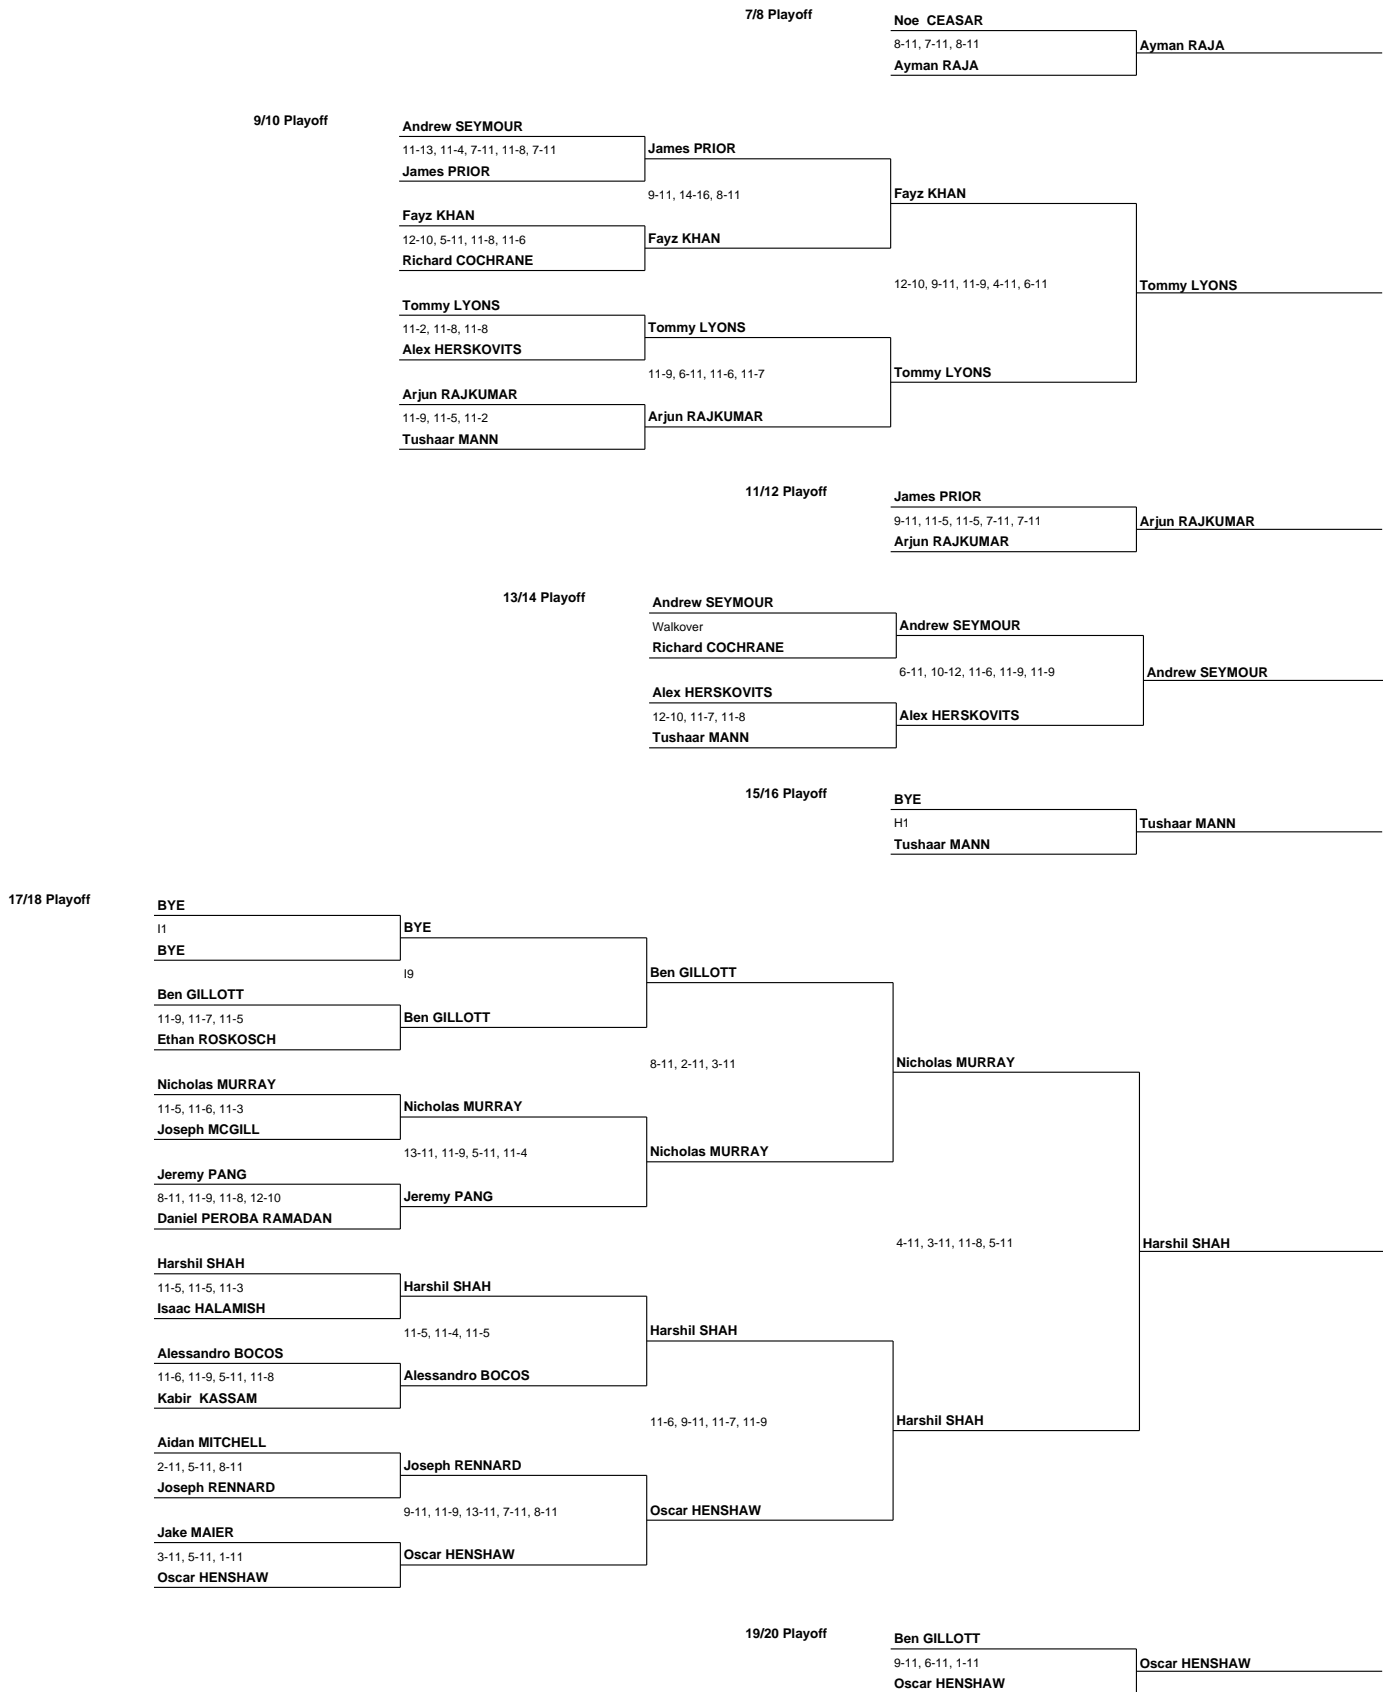 7/8 Playoff
Noe  CEASAR
8-11, 7-11, 8-11
Ayman RAJA
Ayman RAJA
9/10 Playoff
Andrew SEYMOUR
11-13, 11-4, 7-11, 11-8, 7-11
James PRIOR
James PRIOR
9-11, 14-16, 8-11
Fayz KHAN
Fayz KHAN
12-10, 5-11, 11-8, 11-6
Fayz KHAN
Richard COCHRANE
12-10, 9-11, 11-9, 4-11, 6-11
Tommy LYONS
Tommy LYONS
11-2, 11-8, 11-8
Tommy LYONS
Alex HERSKOVITS
11-9, 6-11, 11-6, 11-7
Tommy LYONS
Arjun RAJKUMAR
11-9, 11-5, 11-2
Arjun RAJKUMAR
Tushaar MANN
11/12 Playoff
James PRIOR
9-11, 11-5, 11-5, 7-11, 7-11
Arjun RAJKUMAR
Arjun RAJKUMAR
13/14 Playoff
Andrew SEYMOUR
Walkover
Andrew SEYMOUR
Richard COCHRANE
6-11, 10-12, 11-6, 11-9, 11-9
Andrew SEYMOUR
Alex HERSKOVITS
12-10, 11-7, 11-8
Alex HERSKOVITS
Tushaar MANN
15/16 Playoff
BYE
H1
Tushaar MANN
Tushaar MANN
17/18 Playoff
BYE
I1
BYE
BYE
I9
Ben GILLOTT
Ben GILLOTT
11-9, 11-7, 11-5
Ben GILLOTT
Ethan ROSKOSCH
8-11, 2-11, 3-11
Nicholas MURRAY
Nicholas MURRAY
11-5, 11-6, 11-3
Nicholas MURRAY
Joseph MCGILL
13-11, 11-9, 5-11, 11-4
Nicholas MURRAY
Jeremy PANG
8-11, 11-9, 11-8, 12-10
Jeremy PANG
Daniel PEROBA RAMADAN
4-11, 3-11, 11-8, 5-11
Harshil SHAH
Harshil SHAH
11-5, 11-5, 11-3
Harshil SHAH
Isaac HALAMISH
11-5, 11-4, 11-5
Harshil SHAH
Alessandro BOCOS
11-6, 11-9, 5-11, 11-8
Alessandro BOCOS
Kabir  KASSAM
11-6, 9-11, 11-7, 11-9
Harshil SHAH
Aidan MITCHELL
2-11, 5-11, 8-11
Joseph RENNARD
Joseph RENNARD
9-11, 11-9, 13-11, 7-11, 8-11
Oscar HENSHAW
Jake MAIER
3-11, 5-11, 1-11
Oscar HENSHAW
Oscar HENSHAW
19/20 Playoff
Ben GILLOTT
9-11, 6-11, 1-11
Oscar HENSHAW
Oscar HENSHAW